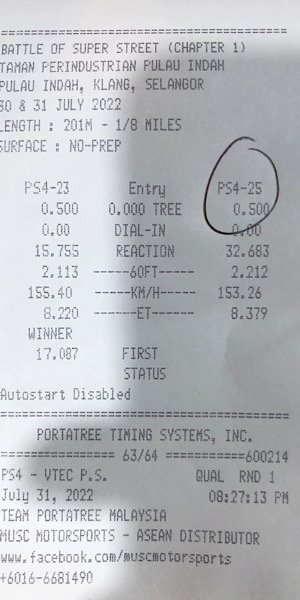 BATTLE OF SUPER STREET (CHAPTER 1)
TAMAN PERINDUSTRIAN PULAU INDAH
PULAU INDAH, KLANG, SELANGOR
30 & 31 JULY 2022
LENGTH : 201M - 1/8 MILES
SURFACE : NO-PREP
PS4-23 Entry PS4-25
0.500 0.000 TREE 0.500
0.00 DIAL-IN 0.00
15.755 REACTION 32.683
2.113 -----60FT----- 2.212
155.40 -----KM/H----- 153.26
8.220 ------ET------ 8.379
WINNER
17.087 FIRST
STATUS
Autostart Disabled
PORTATREE TIMING SYSTEMS, INC.
================ 63/64 ===========600214
PS4 - VTEC P.S. QUAL RND 1
July 31, 2022 08:27:13 PM
TEAM PORTATREE MALAYSIA
MUSC MOTORSPORTS - ASEAN DISTRIBUTOR
www.facebook.com/muscmotorsports
+6016-6681490